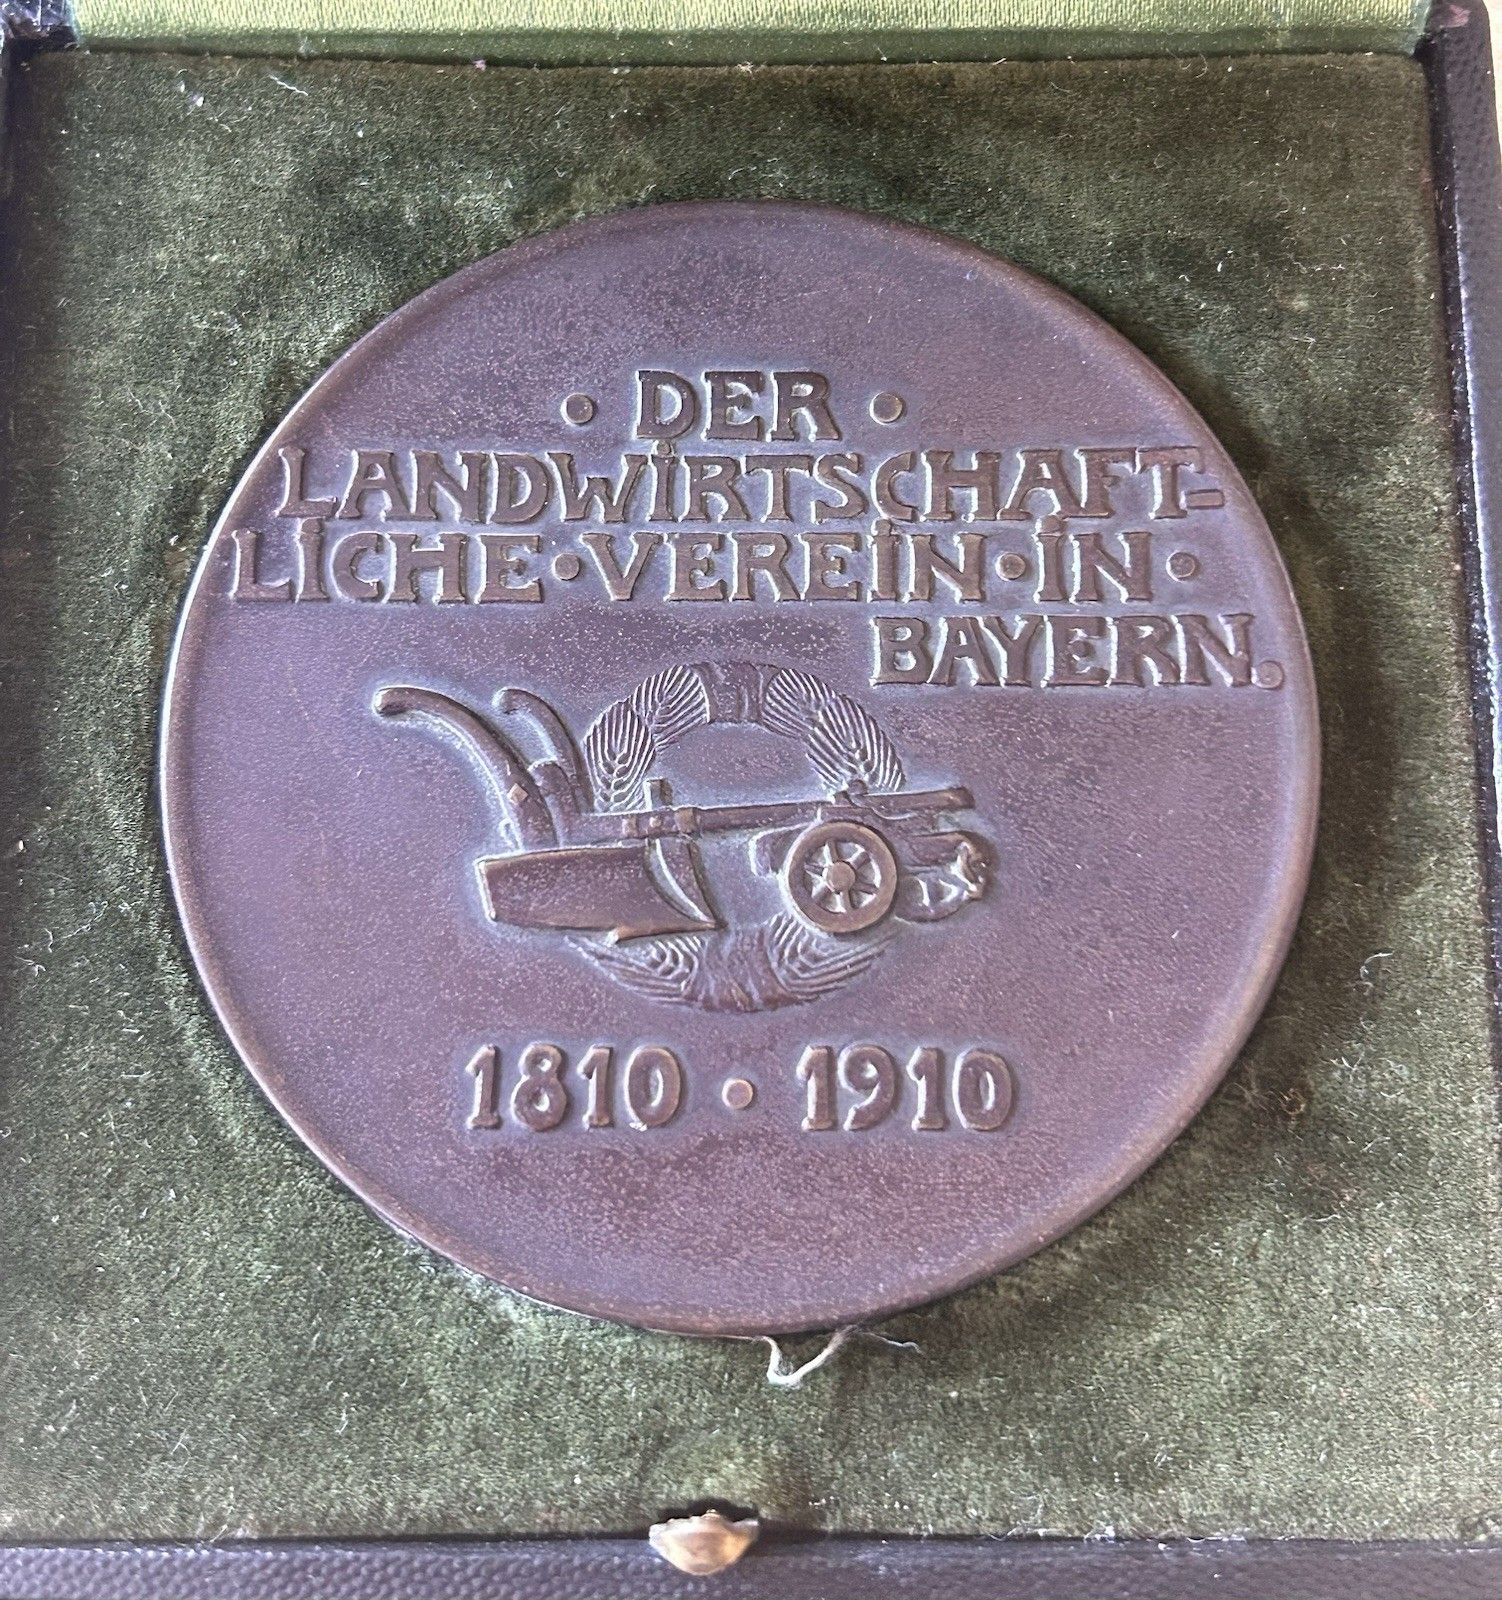 · DER ·
LANDWIRTSCHAFT-
LICHE · VEREIN · IN ·
BAYERN.
1810 · 1910